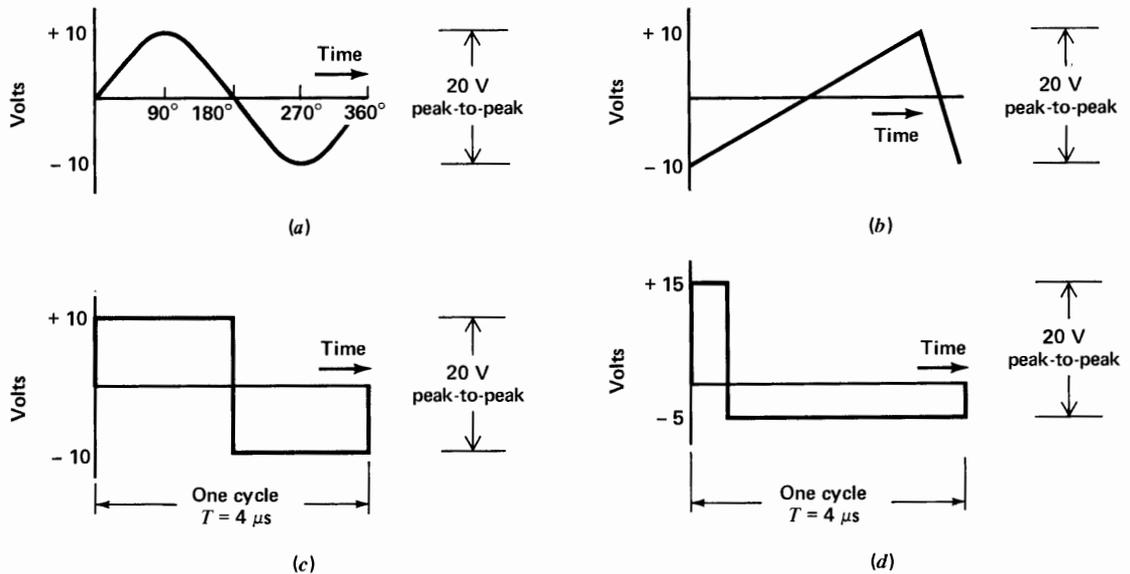 + 10
Volts
− 10
Time
90°
180°
270°
360°
20 V
peak-to-peak
(a)
+ 10
Volts
− 10
Time
20 V
peak-to-peak
(b)
+ 10
Volts
− 10
Time
20 V
peak-to-peak
One cycle
T = 4 μs
(c)
+ 15
Volts
− 5
Time
20 V
peak-to-peak
One cycle
T = 4 μs
(d)